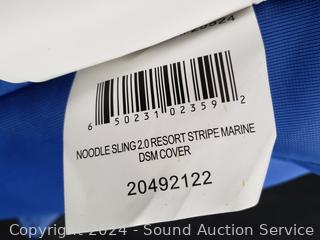 6 50231 02359 2
NOODLE SLING 2.0 RESORT STRIPE MARINE
DSM COVER
20492122
Copyright 2024 - Sound Auction Service